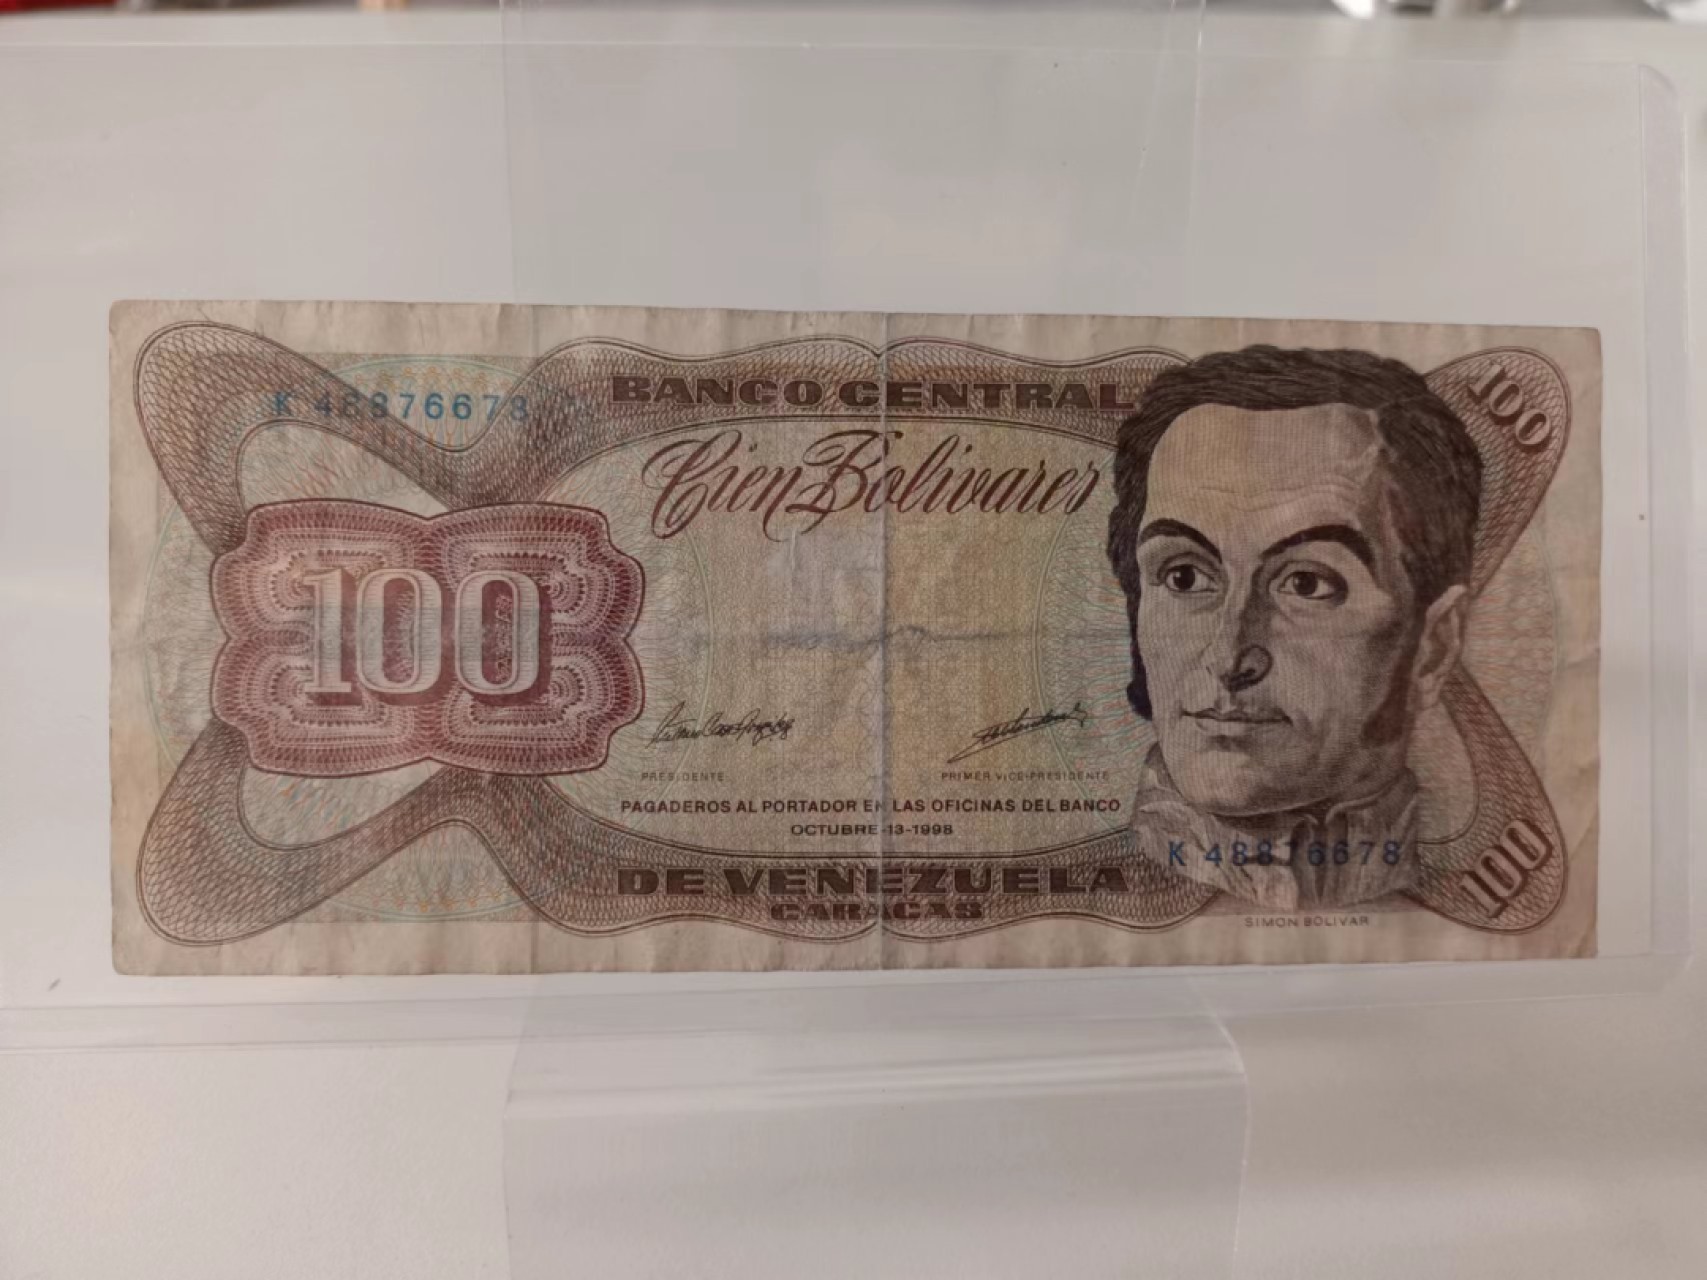 BANCO CENTRAL
K 48876678
100
Cien Bolivares
100
PRESIDENTE
PRIMER VICE-PRESIDENTE
PAGADEROS AL PORTADOR EN LAS OFICINAS DEL BANCO
OCTUBRE-13-1998
K 48876678
DE VENEZUELA
CARACAS
100
SIMON BOLIVAR